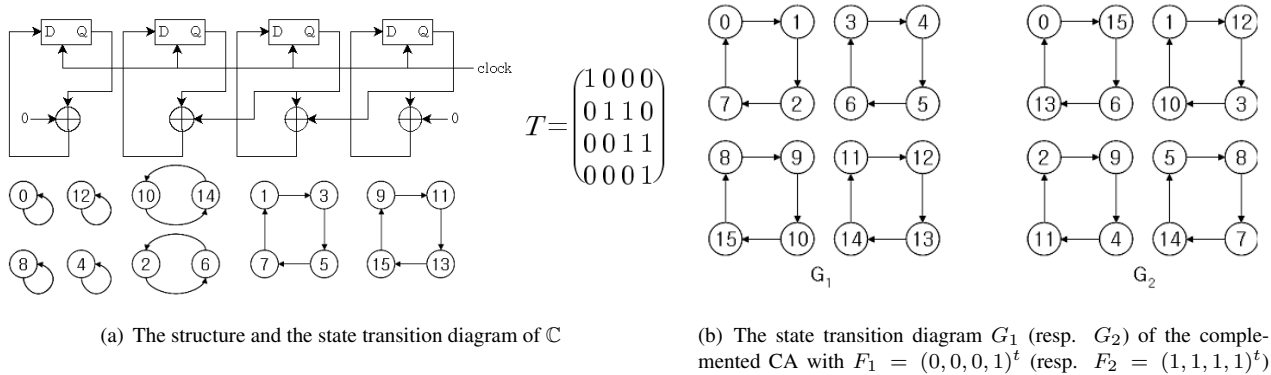 D Q D Q D Q D Q
clock
0 0
T = (1 0 0 0
0 1 1 0
0 0 1 1
0 0 0 1)
0 12 10 14 1 3 9 11
8 4 2 6 7 5 15 13
(a) The structure and the state transition diagram of ℂ
0 1 3 4
7 2 6 5
8 9 11 12
15 10 14 13
G₁
0 15 1 12
13 6 10 3
2 9 5 8
11 4 14 7
G₂
(b) The state transition diagram G₁ (resp. G₂) of the comple-
mented CA with F₁ = (0, 0, 0, 1)ᵗ (resp. F₂ = (1, 1, 1, 1)ᵗ)